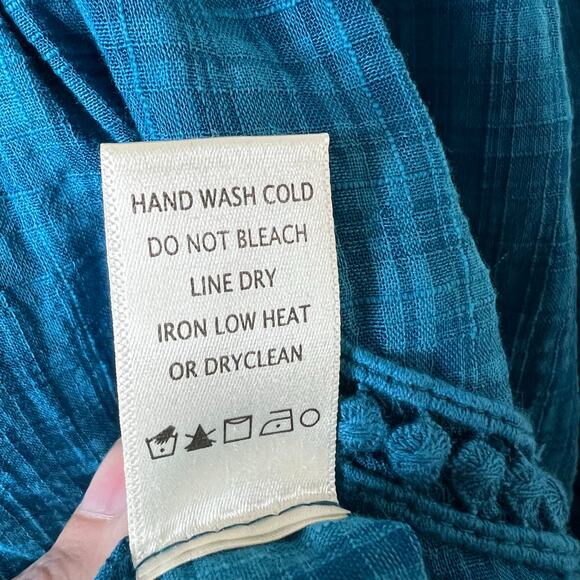 HAND WASH COLD
DO NOT BLEACH
LINE DRY
IRON LOW HEAT
OR DRYCLEAN